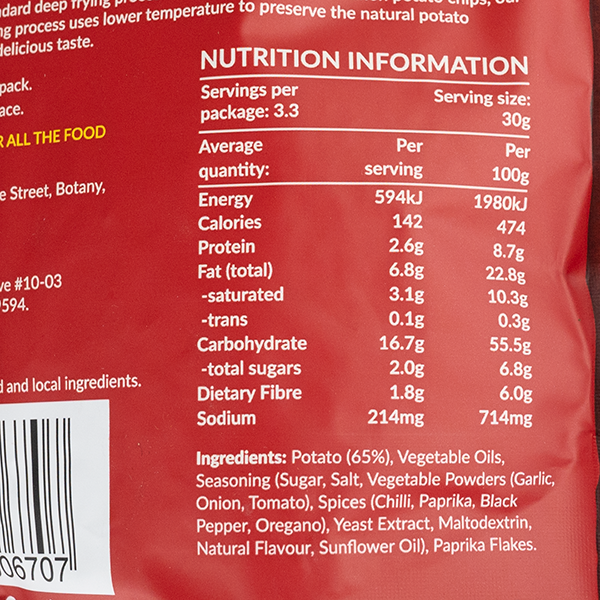 dard deep frying
potato chips, our
ng process uses lower temperature to preserve the natural potato
delicious taste.
pack.
ace.
R ALL THE FOOD
e Street, Botany,
ve #10-03
9594.
d and local ingredients.
06707
NUTRITION INFORMATION
Servings per Serving size:
package: 3.3 30g
Average Per Per
quantity: serving 100g
Energy 594kJ 1980kJ
Calories 142 474
Protein 2.6g 8.7g
Fat (total) 6.8g 22.8g
-saturated 3.1g 10.3g
-trans 0.1g 0.3g
Carbohydrate 16.7g 55.5g
-total sugars 2.0g 6.8g
Dietary Fibre 1.8g 6.0g
Sodium 214mg 714mg
Ingredients: Potato (65%), Vegetable Oils,
Seasoning (Sugar, Salt, Vegetable Powders (Garlic,
Onion, Tomato), Spices (Chilli, Paprika, Black
Pepper, Oregano), Yeast Extract, Maltodextrin,
Natural Flavour, Sunflower Oil), Paprika Flakes.